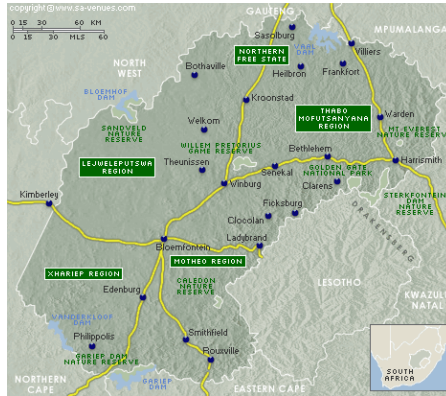 copyright@www.sa-venues.com
GAUTENG
0 15 30 60 KM
0 15 30 MLS 60
Sasolburg
MPUMALANGA
NORTHERN
FREE STATE
VAAL
DAM
Villiers
NORTH
WEST
Bothaville
Heilbron
Frankfort
BLOEMHOF
DAM
Kroonstad
THABO
MOFUTSANYANA
REGION
Warden
SANDVELD
NATURE
RESERVE
Welkom
MT EVEREST
NATURE
RESERVE
WILLEM PRETORIUS
GAME RESERVE
Bethlehem
LEJWELEPUTSWA
REGION
Theunissen
Senekal
GOLDEN GATE
NATIONAL PARK
Harrismith
Kimberley
Winburg
Clarens
STERKFONTEIN
DAM
NATURE
RESERVE
Ficksburg
Clocolan
DRAKENSBERG
Ladybrand
Bloemfontein
XHARIEP REGION
MOTHEO REGION
LESOTHO
CALEDON
NATURE
RESERVE
KWAZULU
NATAL
Edenburg
VANDERKLOOF
DAM
Philippolis
Smithfield
GARIEP DAM
NATURE RESERVE
Rouxville
SOUTH
AFRICA
NORTHERN
CAPE
GARIEP
DAM
EASTERN CAPE